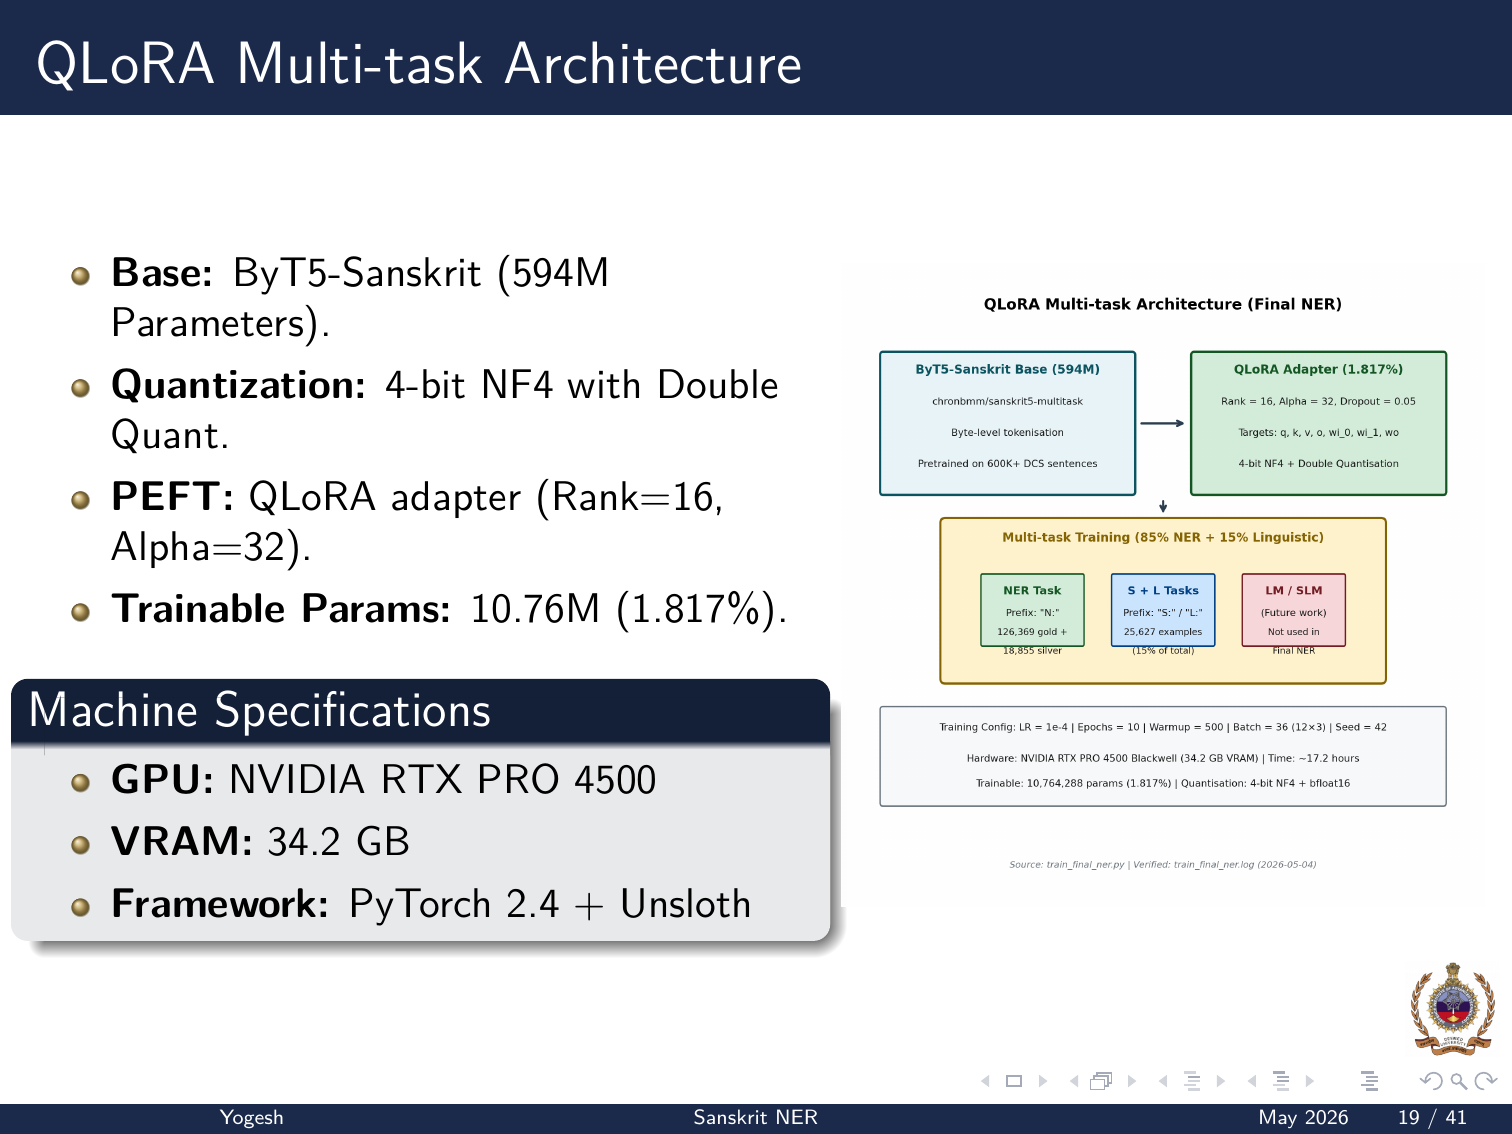 QLoRA Multi-task Architecture
Base: ByT5-Sanskrit (594M
Parameters).
Quantization: 4-bit NF4 with Double
Quant.
PEFT: QLoRA adapter (Rank=16,
Alpha=32).
Trainable Params: 10.76M (1.817%).
Machine Specifications
GPU: NVIDIA RTX PRO 4500
VRAM: 34.2 GB
Framework: PyTorch 2.4 + Unsloth
QLoRA Multi-task Architecture (Final NER)
ByT5-Sanskrit Base (594M)
chronbmm/sanskrit5-multitask
Byte-level tokenisation
Pretrained on 600K+ DCS sentences
QLoRA Adapter (1.817%)
Rank = 16, Alpha = 32, Dropout = 0.05
Targets: q, k, v, o, wi_0, wi_1, wo
4-bit NF4 + Double Quantisation
Multi-task Training (85% NER + 15% Linguistic)
NER Task
Prefix: "N:"
126,369 gold +
18,855 silver
S + L Tasks
Prefix: "S:" / "L:"
25,627 examples
(15% of total)
LM / SLM
(Future work)
Not used in
Final NER
Training Config: LR = 1e-4 | Epochs = 10 | Warmup = 500 | Batch = 36 (12×3) | Seed = 42
Hardware: NVIDIA RTX PRO 4500 Blackwell (34.2 GB VRAM) | Time: ~17.2 hours
Trainable: 10,764,288 params (1.817%) | Quantisation: 4-bit NF4 + bfloat16
Source: train_final_ner.py | Verified: train_final_ner.log (2026-05-04)
Yogesh
Sanskrit NER
May 2026
19 / 41